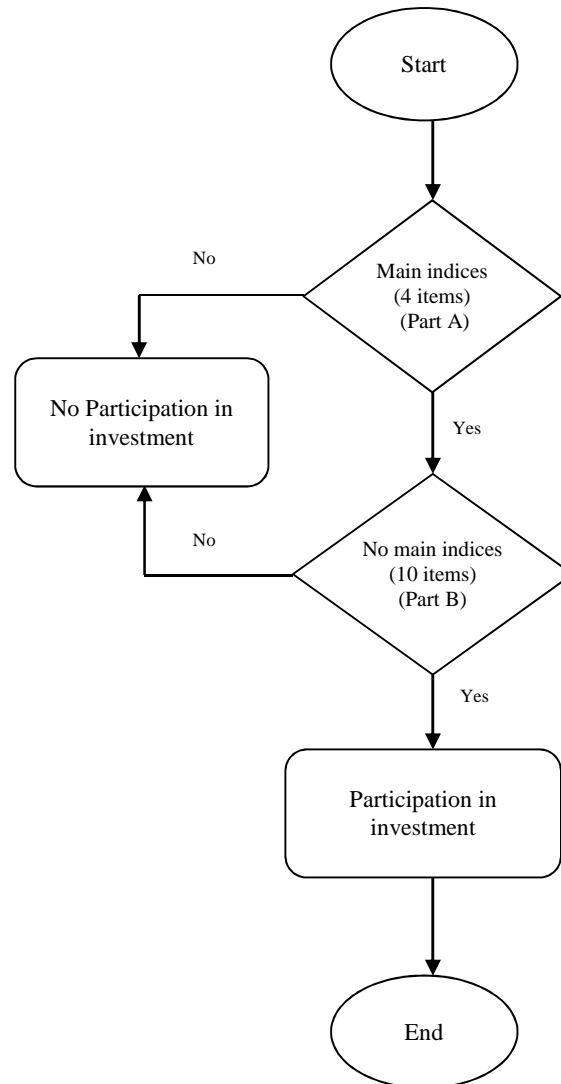 Start
No
Main indices
(4 items)
(Part A)
No Participation in
investment
Yes
No
No main indices
(10 items)
(Part B)
Yes
Participation in
investment
End